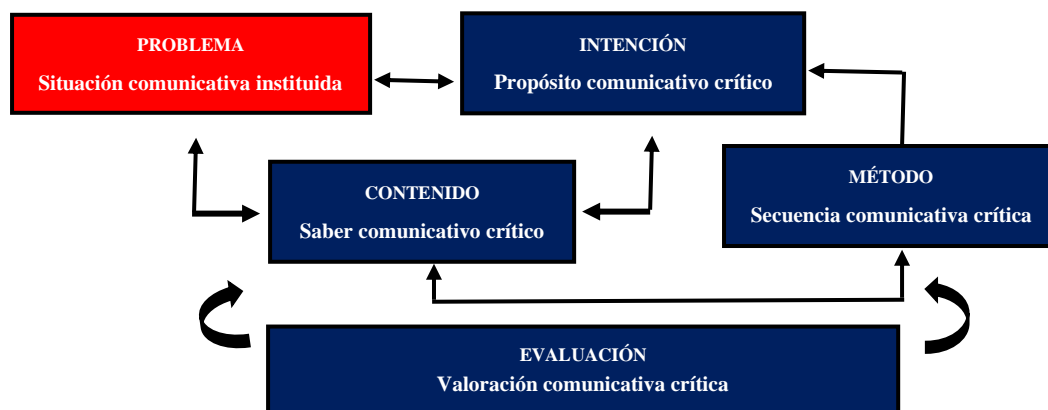 PROBLEMA
Situación comunicativa instituida
INTENCIÓN
Propósito comunicativo crítico
CONTENIDO
Saber comunicativo crítico
MÉTODO
Secuencia comunicativa crítica
EVALUACIÓN
Valoración comunicativa crítica